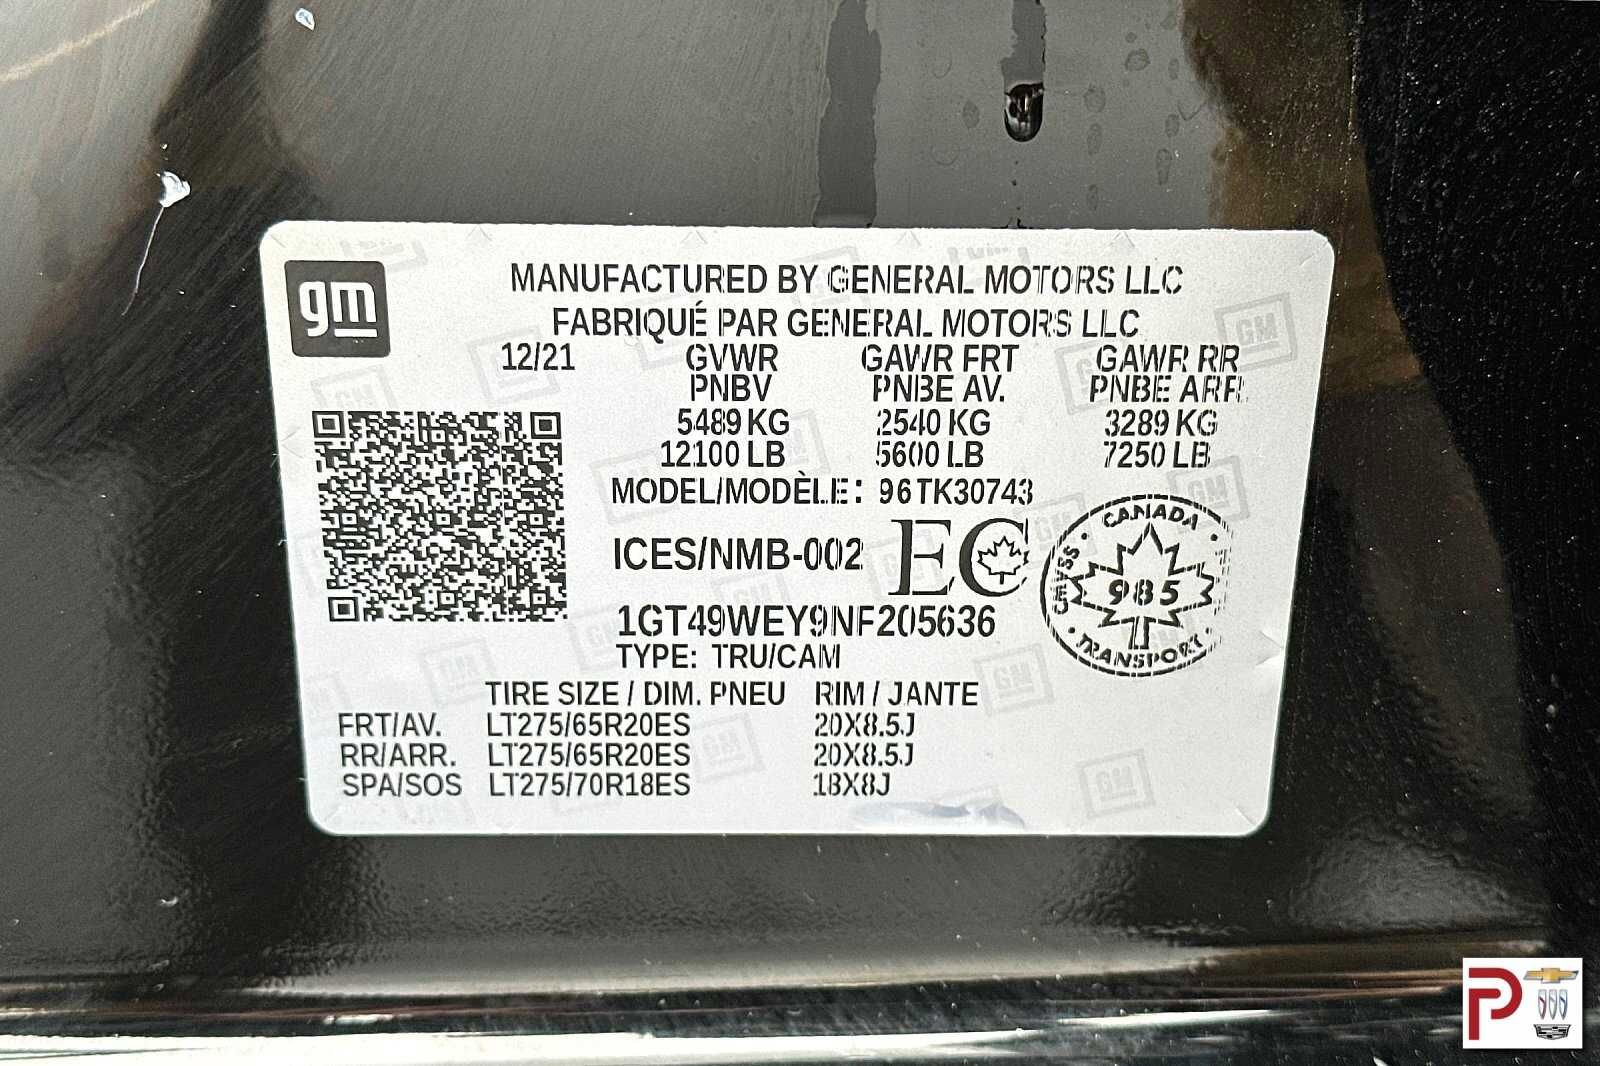 gm
MANUFACTURED BY GENERAL MOTORS LLC
FABRIQUÉ PAR GENERAL MOTORS LLC
12/21 GVWR GAWR FRT GAWR RR
PNBV PNBE AV. PNBE ARR.
5489 KG 2540 KG 3289 KG
12100 LB 5600 LB 7250 LB
MODEL/MODÈLE: 96TK30743
ICES/NMB-002 EC
CANADA
CMVSS
985
TRANSPORT
1GT49WEY9NF205636
TYPE: TRU/CAM
TIRE SIZE / DIM. PNEU RIM / JANTE
FRT/AV. LT275/65R20ES 20X8.5J
RR/ARR. LT275/65R20ES 20X8.5J
SPA/SOS LT275/70R18ES 18X8J
P